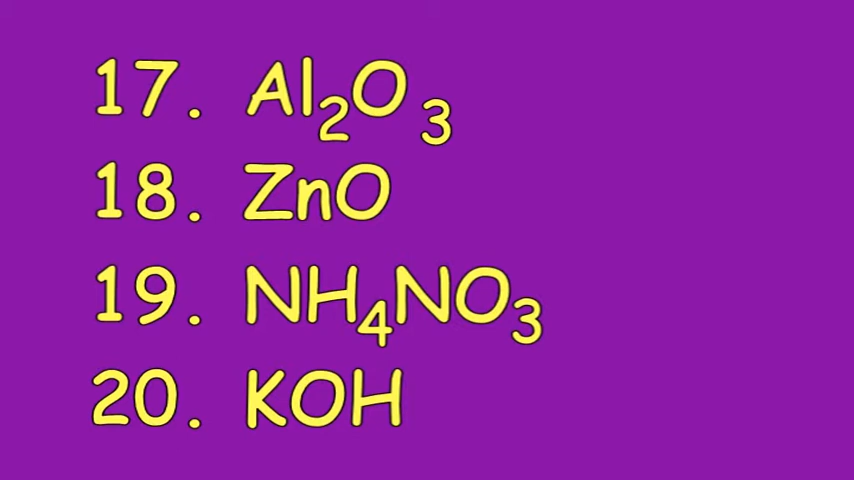 17. Al₂O₃
18. ZnO
19. NH₄NO₃
20. KOH